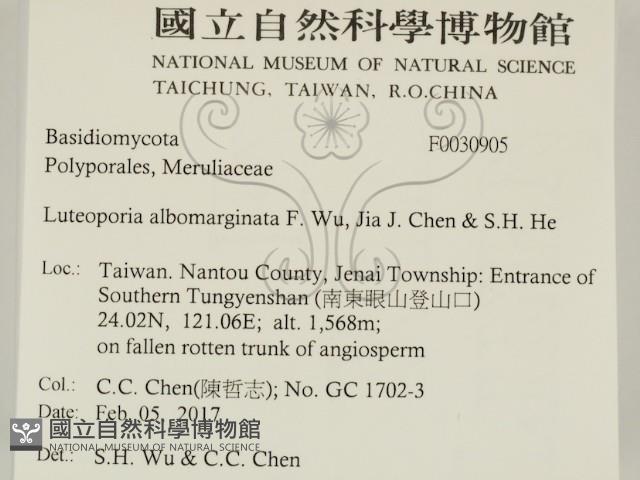 國立自然科學博物館
NATIONAL MUSEUM OF NATURAL SCIENCE
TAICHUNG, TAIWAN, R.O.CHINA
Basidiomycota F0030905
Polyporales, Meruliaceae
Luteoporia albomarginata F. Wu, Jia J. Chen & S.H. He
Loc.: Taiwan. Nantou County, Jenai Township: Entrance of
Southern Tungyenshan (南東眼山登山口)
24.02N, 121.06E; alt. 1,568m;
on fallen rotten trunk of angiosperm
Col.: C.C. Chen(陳哲志); No. GC 1702-3
Date: Feb. 05, 2017
國立自然科學博物館
NATIONAL MUSEUM OF NATURAL SCIENCE
Det.: S.H. Wu & C.C. Chen